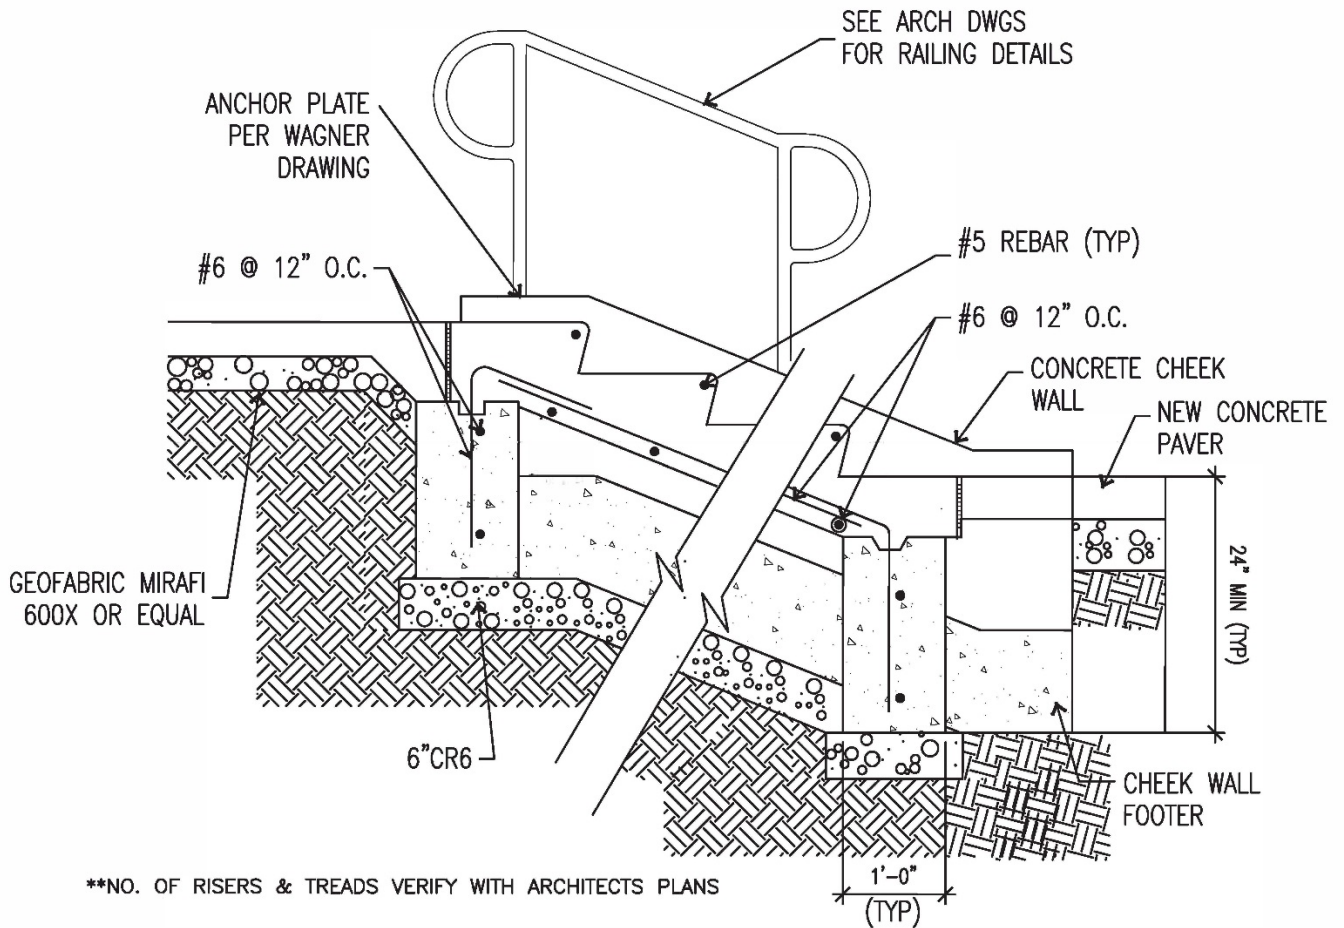 SEE ARCH DWGS
FOR RAILING DETAILS
ANCHOR PLATE
PER WAGNER
DRAWING
#5 REBAR (TYP)
#6 @ 12" O.C.
#6 @ 12" O.C.
CONCRETE CHEEK
WALL
NEW CONCRETE
PAVER
24" MIN (TYP)
GEOFABRIC MIRAFI
600X OR EQUAL
6"CR6
CHEEK WALL
FOOTER
1'-0"
(TYP)
**NO. OF RISERS & TREADS VERIFY WITH ARCHITECTS PLANS